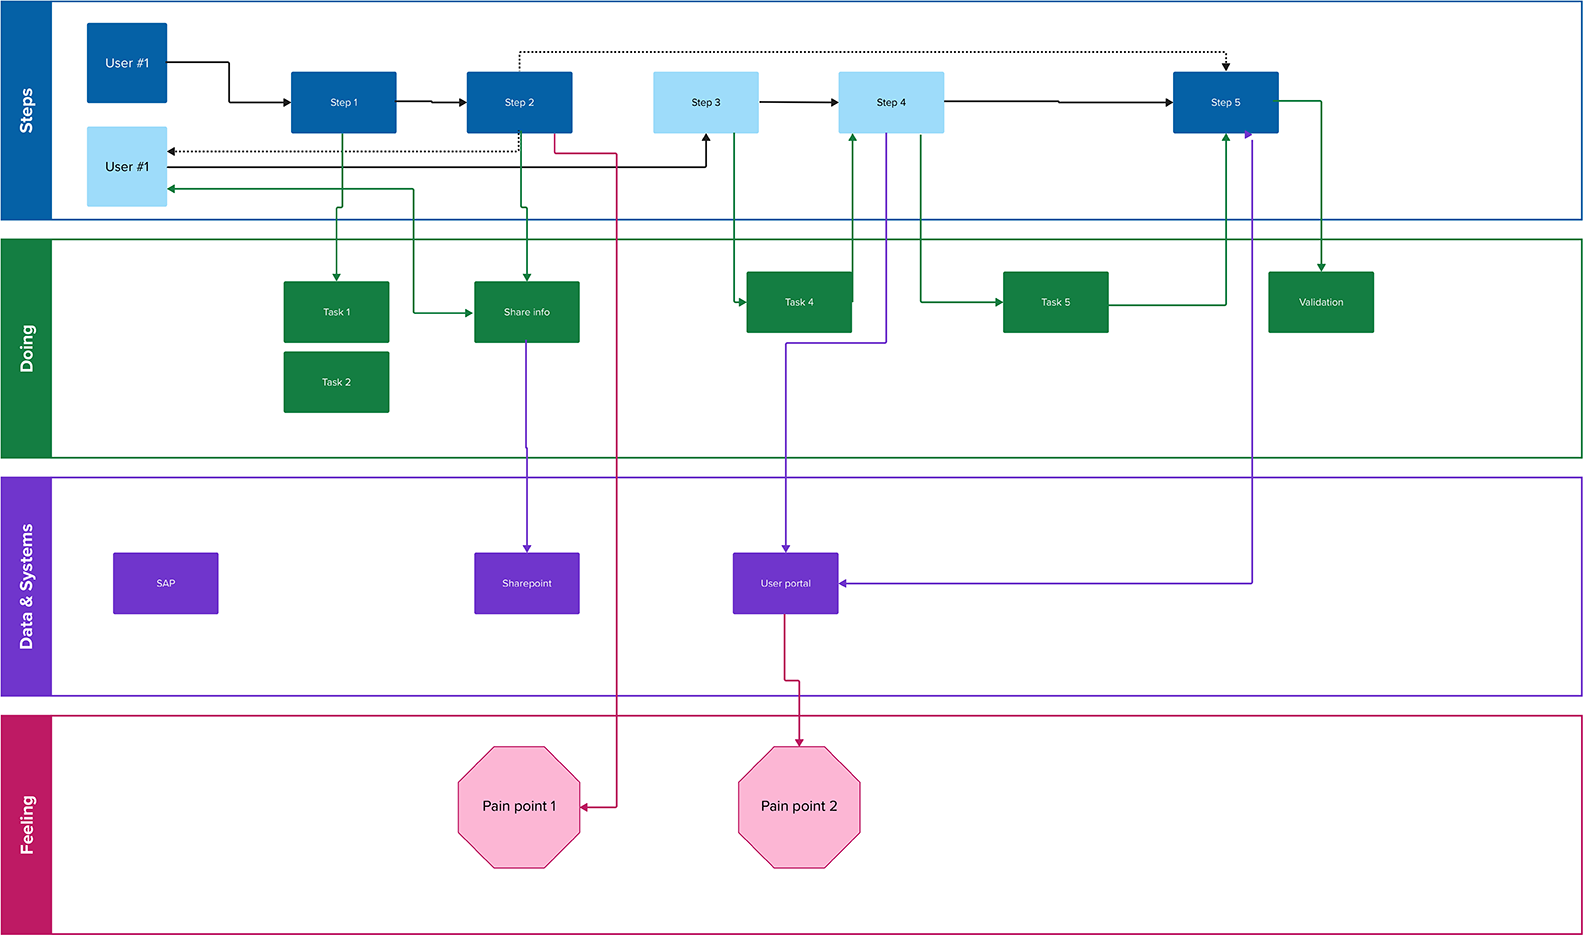 Steps
User #1
Step 1
Step 2
Step 3
Step 4
Step 5
User #1
Doing
Task 1
Share info
Task 4
Task 5
Validation
Task 2
Data & Systems
SAP
Sharepoint
User portal
Feeling
Pain point 1
Pain point 2